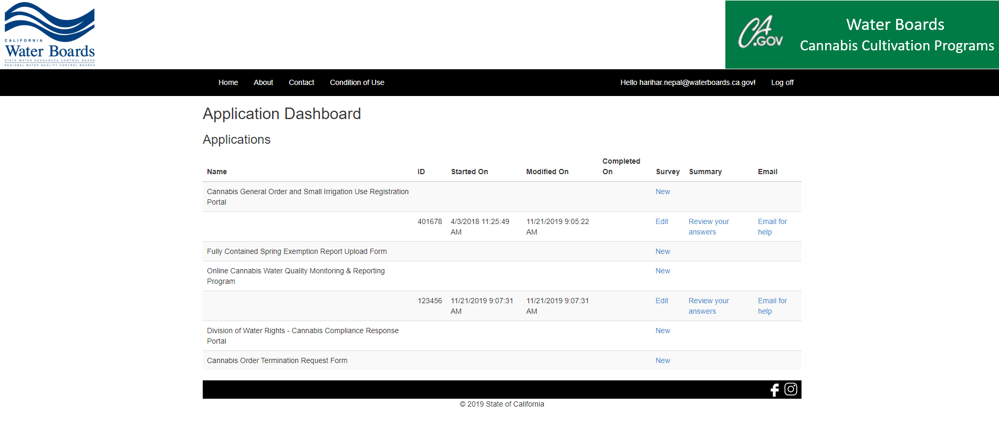 CALIFORNIA
Water Boards
STATE WATER RESOURCES CONTROL BOARD
REGIONAL WATER QUALITY CONTROL BOARDS
CA.GOV
Water Boards
Cannabis Cultivation Programs
Home About Contact Condition of Use Hello harihar.nepal@waterboards.ca.gov! Log off
Application Dashboard
Applications
Name ID Started On Modified On Completed On Survey Summary Email
Cannabis General Order and Small Irrigation Use Registration New
Portal
401678 4/3/2018 11:25:49 11/21/2019 9:05:22 Edit Review your Email for
AM AM answers help
Fully Contained Spring Exemption Report Upload Form New
Online Cannabis Water Quality Monitoring & Reporting New
Program
123456 11/21/2019 9:07:31 11/21/2019 9:07:31 Edit Review your Email for
AM AM answers help
Division of Water Rights - Cannabis Compliance Response New
Portal
Cannabis Order Termination Request Form New
© 2019 State of California